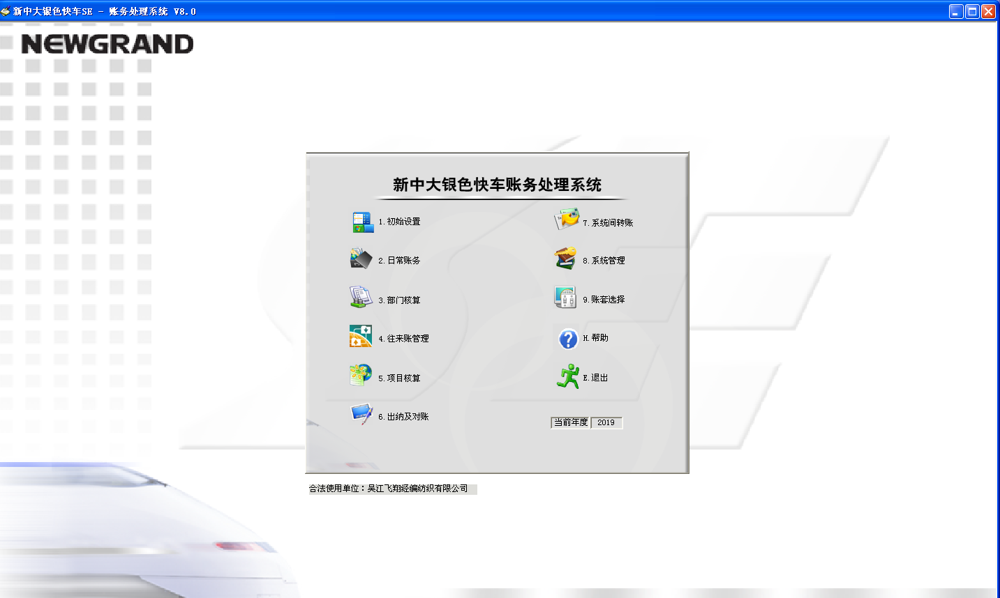 新中大银色快车SE - 账务处理系统 V8.0
NEWGRAND
新中大银色快车账务处理系统
1.初始设置
2.日常账务
3.部门核算
4.往来账管理
5.项目核算
6.出纳及对账
7.系统间转账
8.系统管理
9.账套选择
H.帮助
E.退出
当前年度 2019
合法使用单位：吴江飞翔经编纺织有限公司